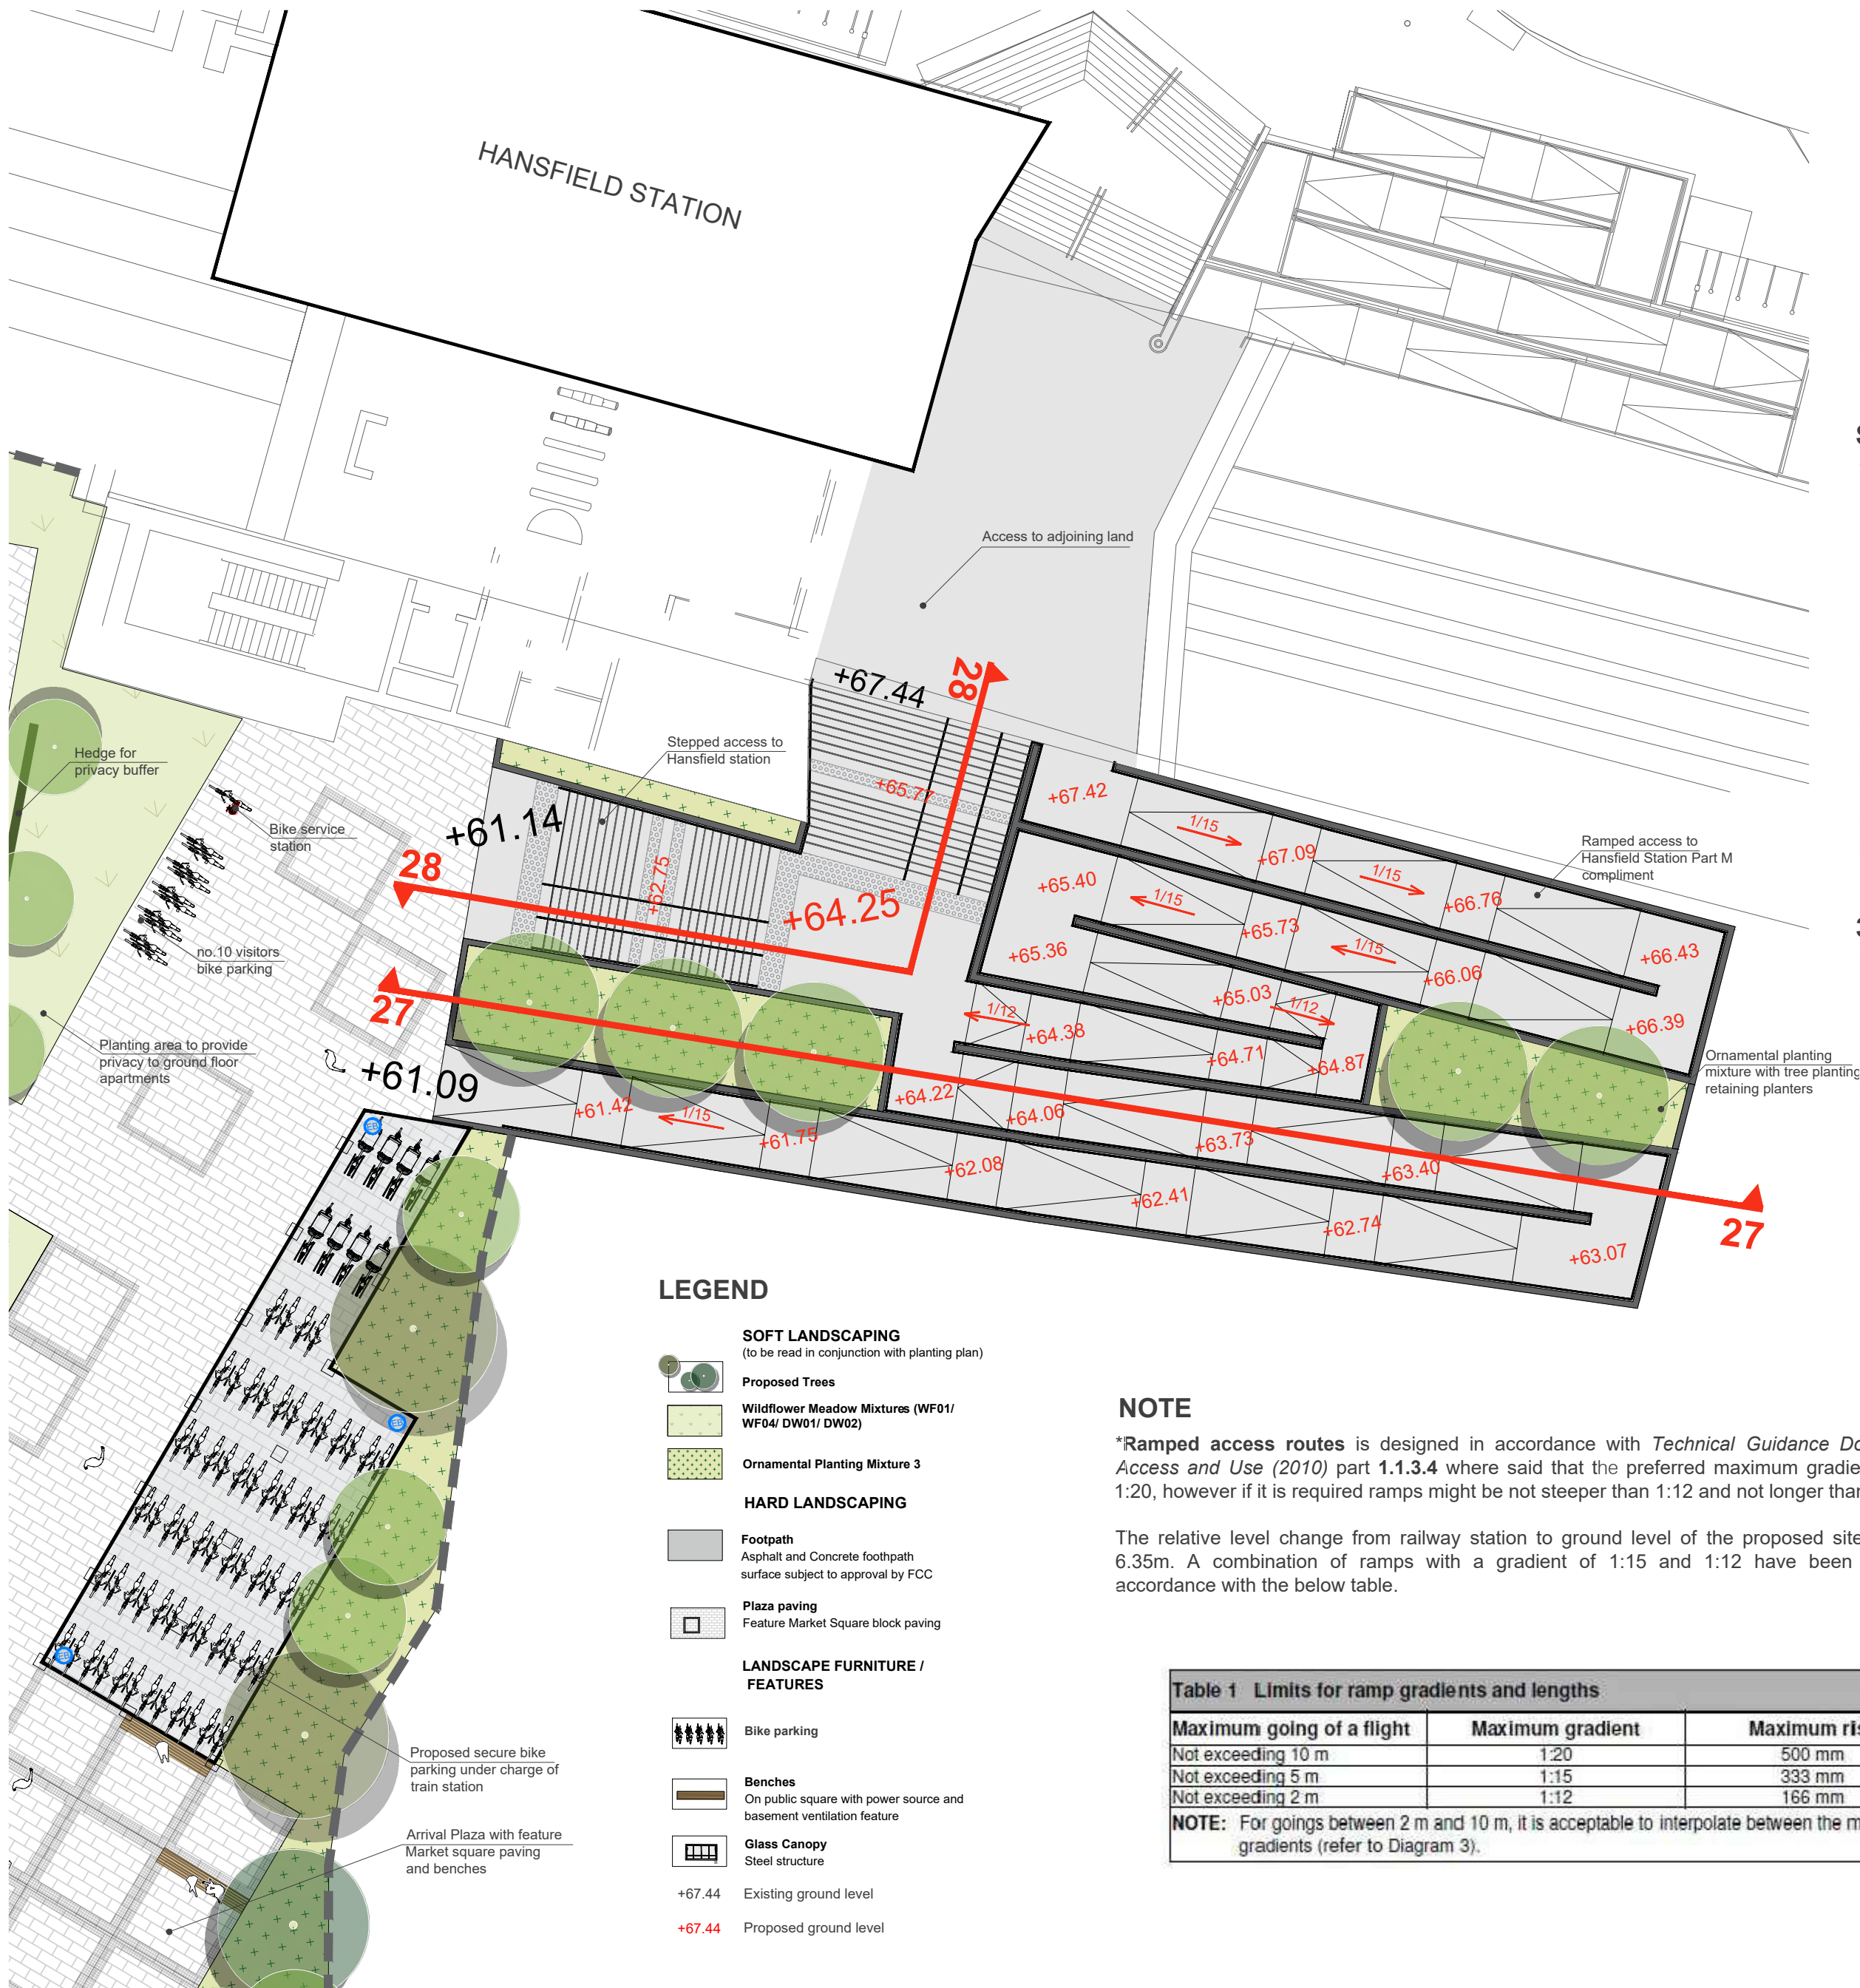 HANSFIELD STATION
Access to adjoining land
+67.44
28
Stepped access to
Hansfield station
Hedge for
privacy buffer
Bike service
station
+61.14
28
+62.75
+65.77
+64.25
no.10 visitors
bike parking
27
Planting area to provide
privacy to ground floor
apartments
+61.09
+67.42
1/15
+67.09
1/15
+66.76
+66.43
Ramped access to
Hansfield Station Part M
compliment
+65.40
1/15
+65.73
1/15
+66.06
+66.39
+65.36
+65.03
1/12
1/12
+64.38
+64.71
+64.87
Ornamental planting
mixture with tree planting
retaining planters
+64.22
+64.06
+63.73
+63.40
+61.42
1/15
+61.75
+62.08
+62.41
+62.74
+63.07
27
EB
EB
EB
Proposed secure bike
parking under charge of
train station
Arrival Plaza with feature
Market square paving
and benches
LEGEND
SOFT LANDSCAPING
(to be read in conjunction with planting plan)
Proposed Trees
Wildflower Meadow Mixtures (WF01/
WF04/ DW01/ DW02)
Ornamental Planting Mixture 3
HARD LANDSCAPING
Footpath
Asphalt and Concrete foothpath
surface subject to approval by FCC
Plaza paving
Feature Market Square block paving
LANDSCAPE FURNITURE /
FEATURES
Bike parking
Benches
On public square with power source and
basement ventilation feature
Glass Canopy
Steel structure
+67.44 Existing ground level
+67.44 Proposed ground level
NOTE
*Ramped access routes is designed in accordance with Technical Guidance Do
Access and Use (2010) part 1.1.3.4 where said that the preferred maximum gradie
1:20, however if it is required ramps might be not steeper than 1:12 and not longer than
The relative level change from railway station to ground level of the proposed site
6.35m. A combination of ramps with a gradient of 1:15 and 1:12 have been
accordance with the below table.
Table 1 Limits for ramp gradients and lengths
Maximum going of a flight Maximum gradient Maximum ris
Not exceeding 10 m 1:20 500 mm
Not exceeding 5 m 1:15 333 mm
Not exceeding 2 m 1:12 166 mm
NOTE: For goings between 2 m and 10 m, it is acceptable to interpolate between the m
gradients (refer to Diagram 3).